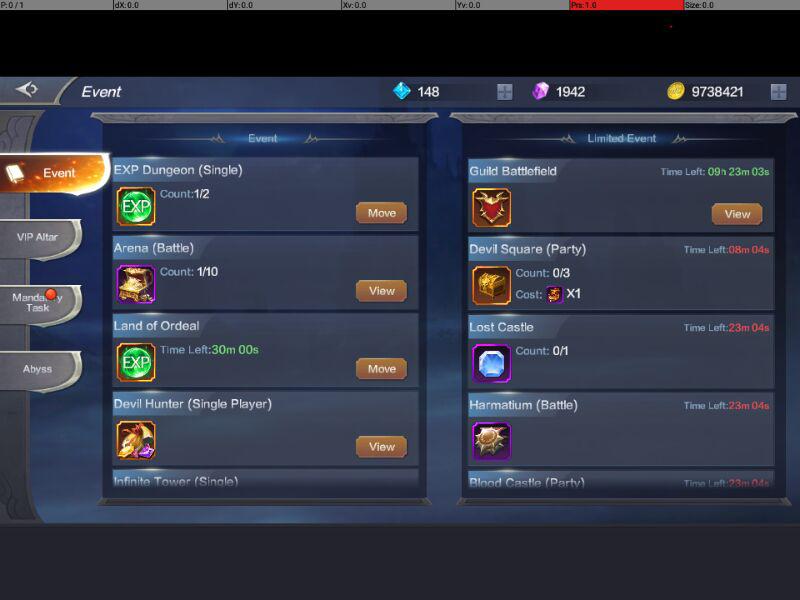 P: 0 / 1 dX: 0.0 dY: 0.0 Xv: 0.0 Yv: 0.0 Prs: 1.0 Size: 0.0
Event 148 1942 9738421
Event
VIP Altar
Task
Abyss
Event
EXP Dungeon (Single)
EXP
Count:1/2
Move
Arena (Battle)
Count: 1/10
View
Land of Ordeal
EXP
Time Left:30m 00s
Move
Devil Hunter (Single Player)
View
Infinite Tower (Single)
Limited Event
Guild Battlefield
Time Left: 09h 23m 03s
View
Devil Square (Party)
Time Left:08m 04s
Count: 0/3
Cost: X1
Lost Castle
Time Left:23m 04s
Count: 0/1
Harmatium (Battle)
Time Left:23m 04s
Blood Castle (Party)
Time Left:23m 04s